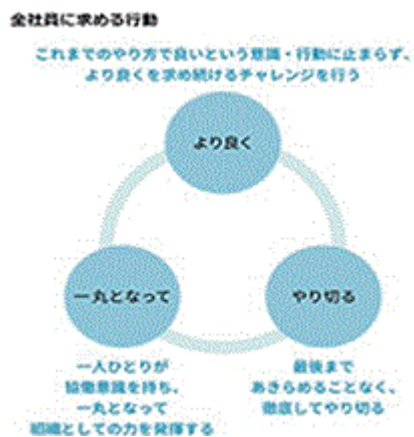 全社員に求める行動
これまでのやり方で良いという意識・行動に止まらず、
より良くを求め続けるチャレンジを行う
より良く
一丸となって
やり切る
一人ひとりが
協働意識を持ち、
一丸となって
組織としての力を発揮する
最後まで
あきらめることなく、
徹底してやり切る